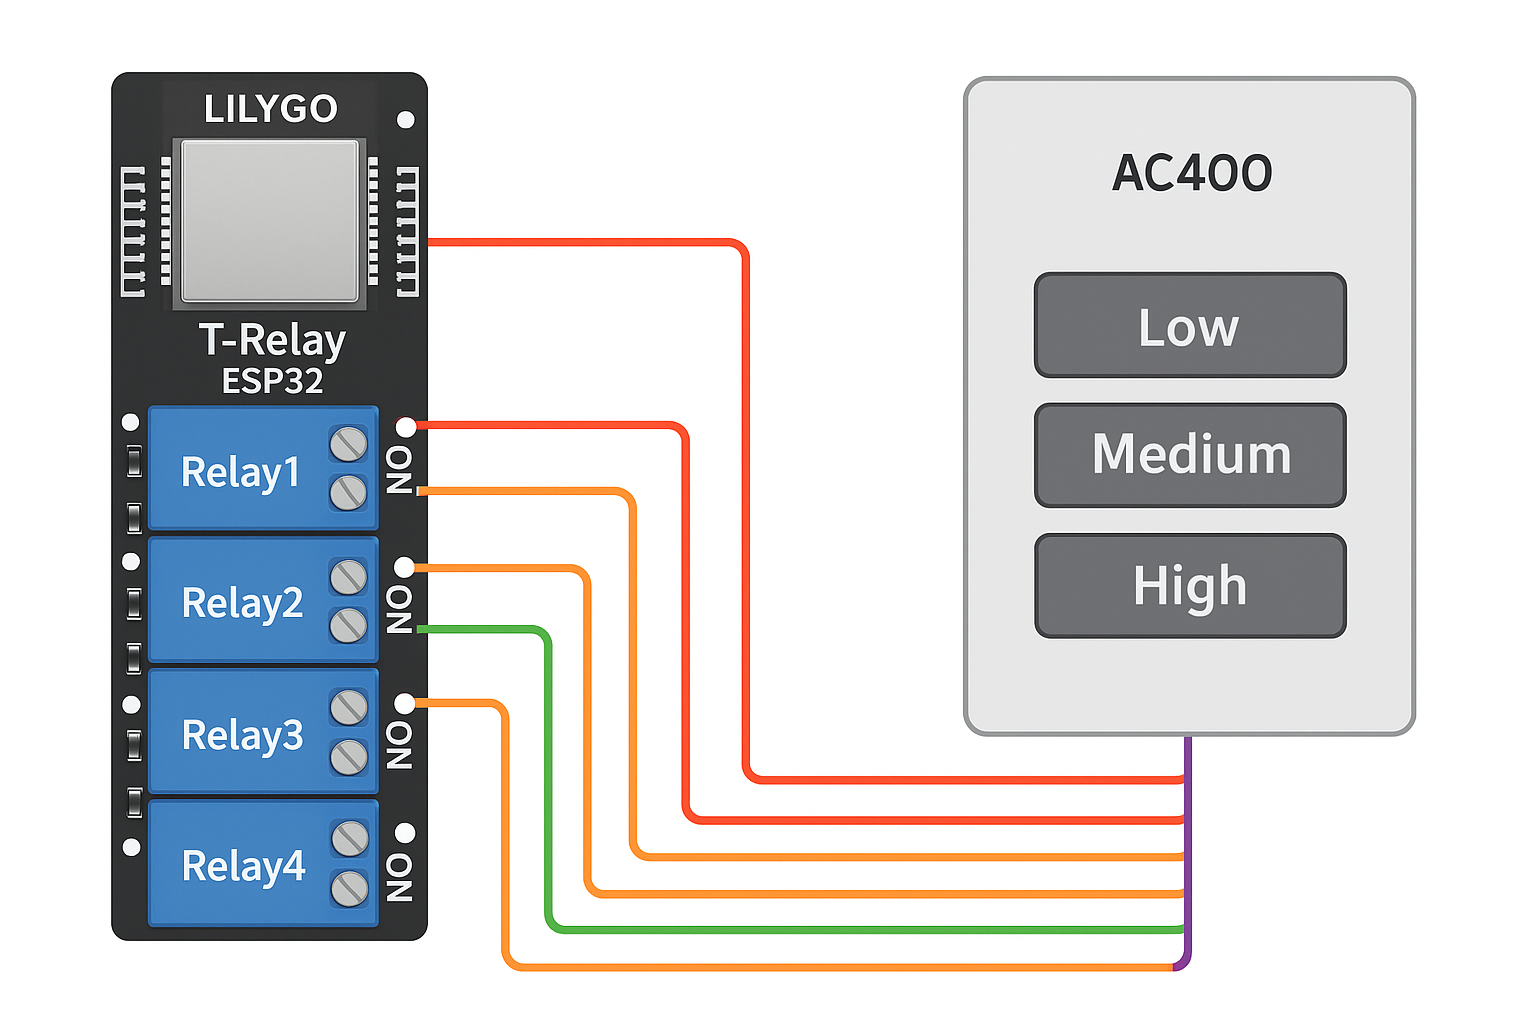 LILYGO
T-Relay
ESP32
Relay1
NO
Relay2
NO
Relay3
NO
Relay4
NO
AC400
Low
Medium
High